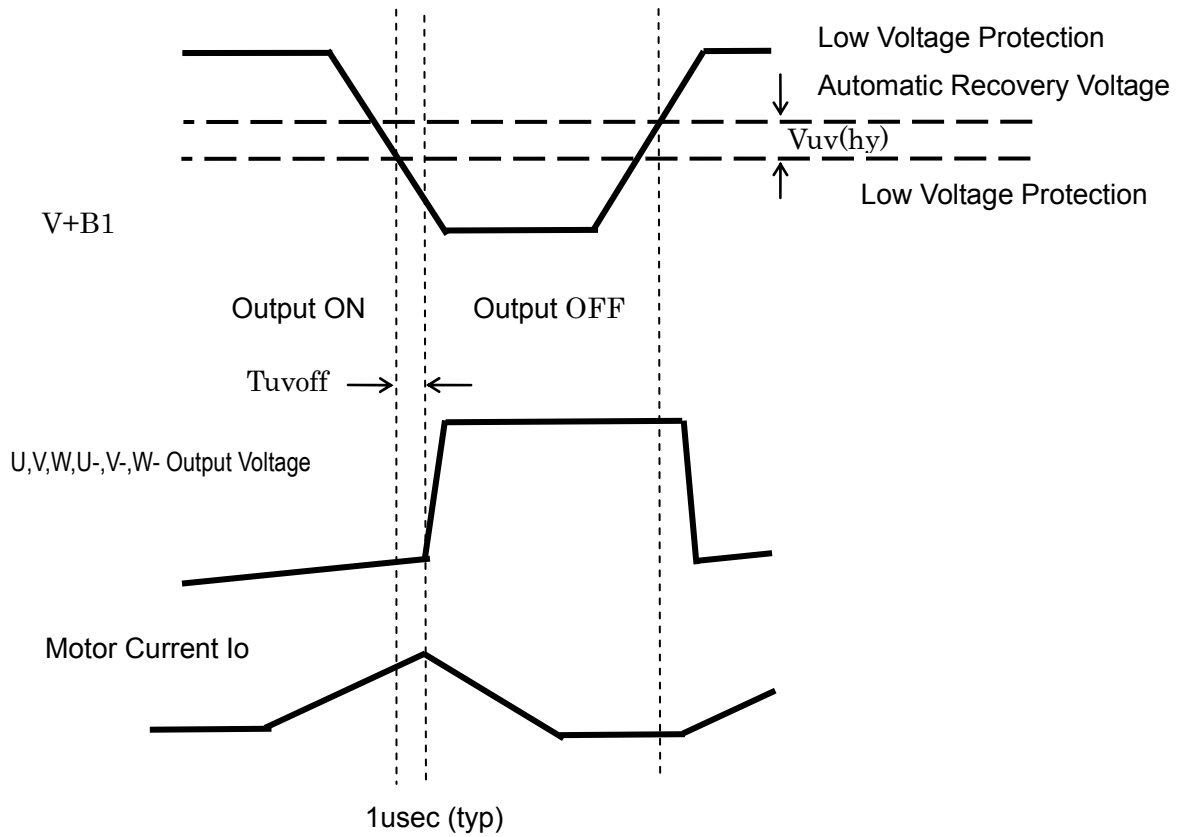 Low Voltage Protection
Automatic Recovery Voltage
Vuv(hy)
Low Voltage Protection
V+B1
Output ON
Output OFF
Tuvoff
U,V,W,U-,V-,W- Output Voltage
Motor Current Io
1usec (typ)